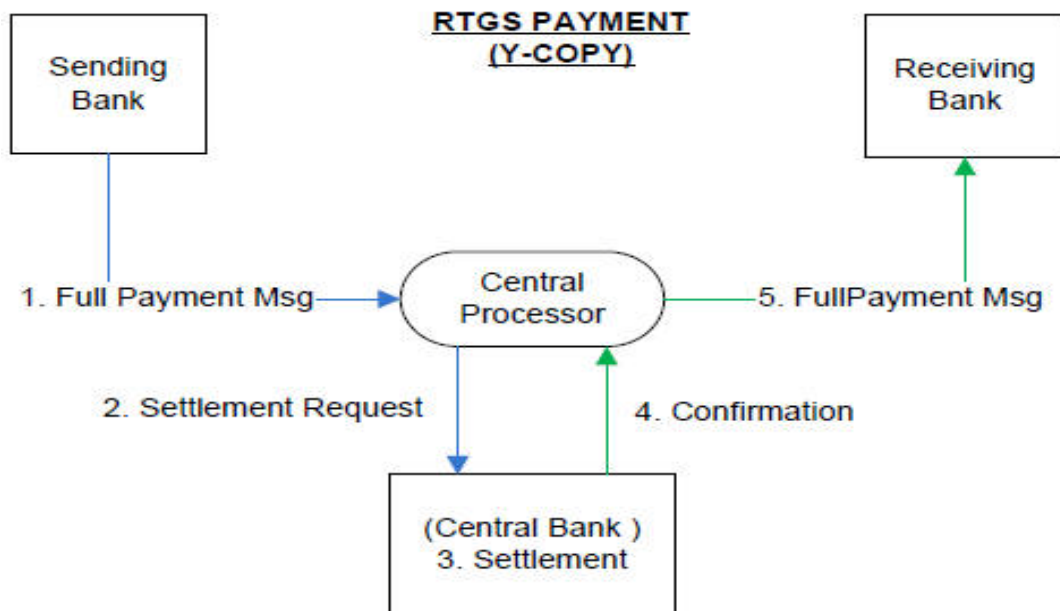 RTGS PAYMENT
(Y-COPY)
Sending
Bank
Receiving
Bank
1. Full Payment Msg
Central
Processor
5. FullPayment Msg
2. Settlement Request
4. Confirmation
(Central Bank )
3. Settlement